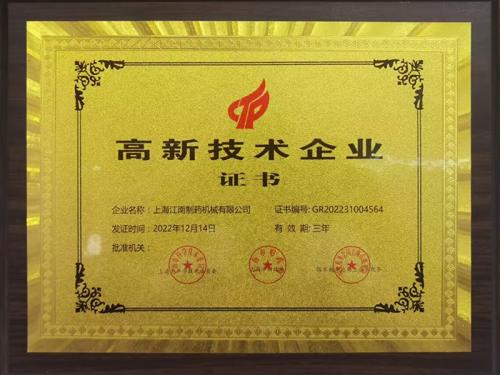 高新技术企业
证书
企业名称：上海江南制药机械有限公司 证书编号: GR202231004564
发证时间：2022年12月14日 有 效 期: 三年
批准机关：